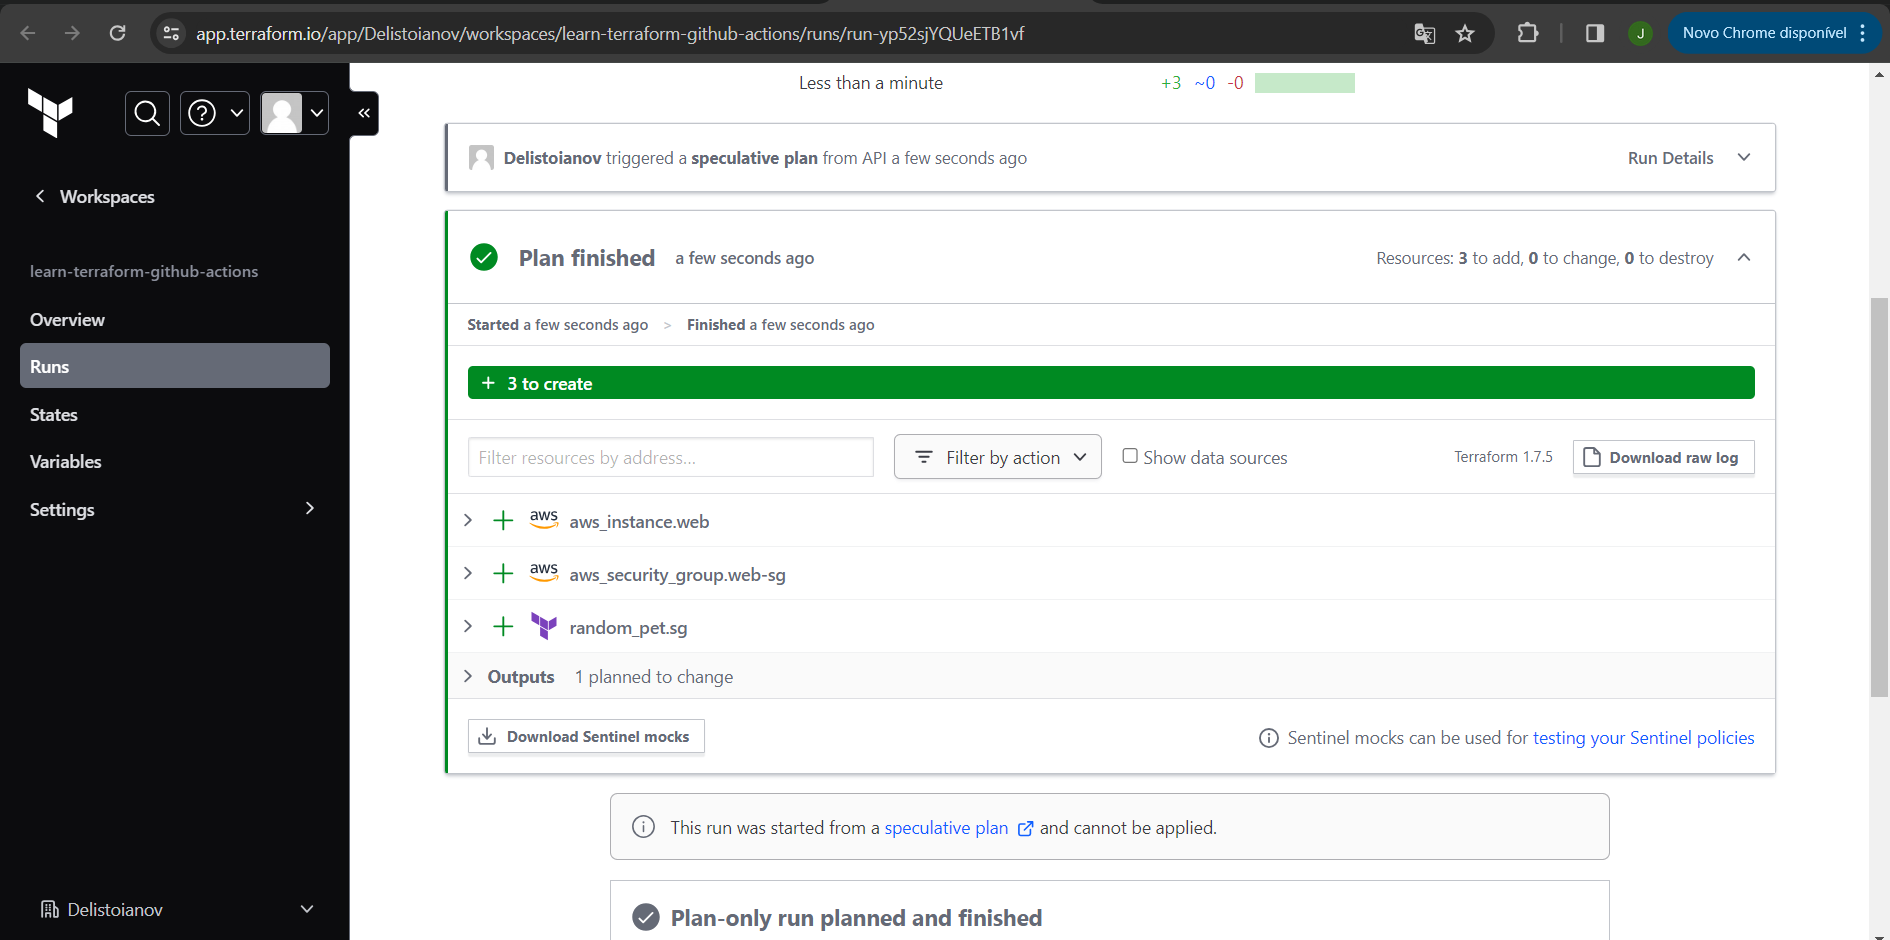 app.terraform.io/app/Delistoianov/workspaces/learn-terraform-github-actions/runs/run-yp52sjYQUeETB1vf
J
Novo Chrome disponível
Workspaces
learn-terraform-github-actions
Overview
Runs
States
Variables
Settings
Delistoianov
Less than a minute +3 ~0 -0
Delistoianov triggered a speculative plan from API a few seconds ago Run Details
Plan finished a few seconds ago Resources: 3 to add, 0 to change, 0 to destroy
Started a few seconds ago > Finished a few seconds ago
+ 3 to create
Filter resources by address... Filter by action Show data sources Terraform 1.7.5 Download raw log
aws aws_instance.web
aws aws_security_group.web-sg
random_pet.sg
Outputs 1 planned to change
Download Sentinel mocks Sentinel mocks can be used for testing your Sentinel policies
This run was started from a speculative plan and cannot be applied.
Plan-only run planned and finished